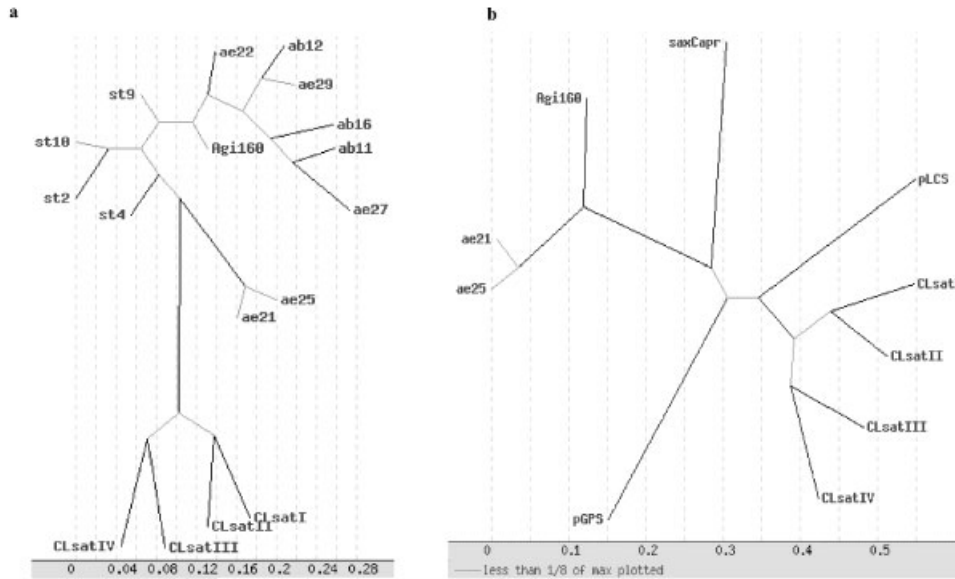 a
ab12
ae22
ae29
st9
ab16
st10
Agi160
ab11
st2
ae27
st4
ae25
ae21
CLsatI
CLsatII
CLsatIV
CLsatIII
0 0.04 0.08 0.12 0.16 0.20 0.24 0.28
b
saxCapr
Agi160
pLCS
ae21
ae25
CLsat
CLsatII
CLsatIII
CLsatIV
pGPS
0 0.1 0.2 0.3 0.4 0.5
less than 1/8 of max plotted